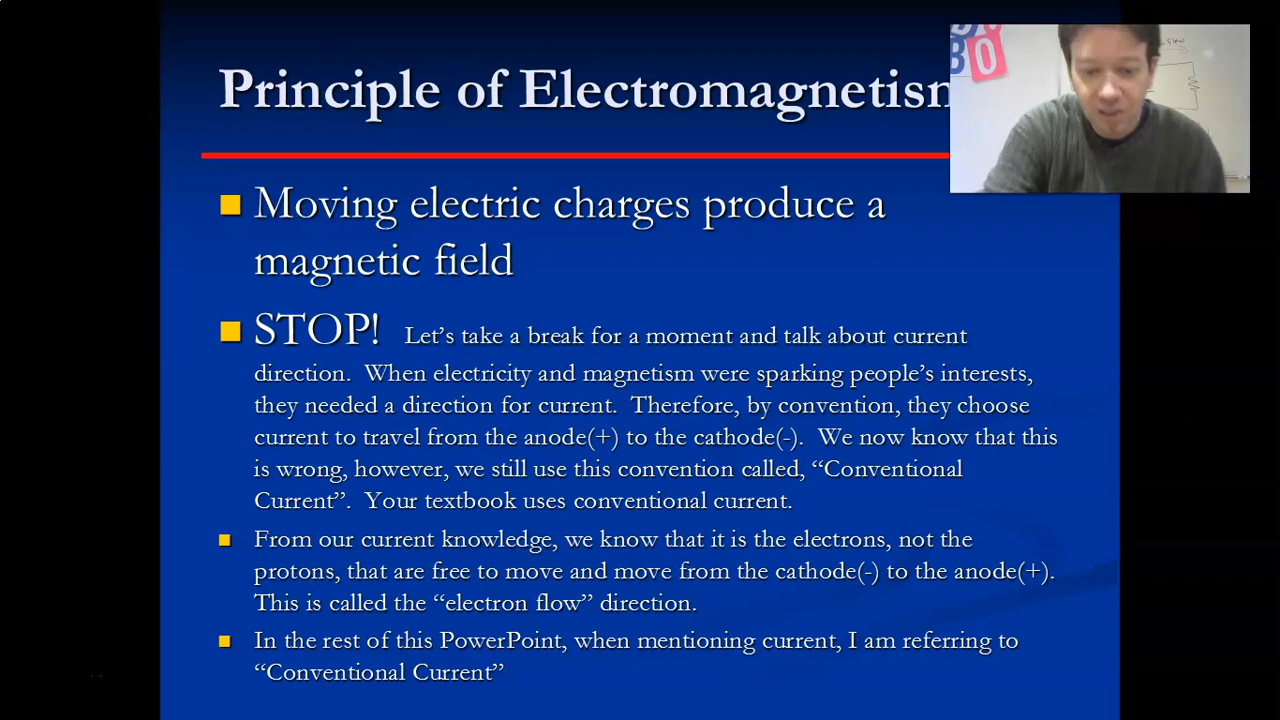 Principle of Electromagnetism
Moving electric charges produce a
magnetic field
STOP! Let's take a break for a moment and talk about current
direction. When electricity and magnetism were sparking people's interests,
they needed a direction for current. Therefore, by convention, they choose
current to travel from the anode(+) to the cathode(-). We now know that this
is wrong, however, we still use this convention called, “Conventional
Current”. Your textbook uses conventional current.
From our current knowledge, we know that it is the electrons, not the
protons, that are free to move and move from the cathode(-) to the anode(+).
This is called the “electron flow” direction.
In the rest of this PowerPoint, when mentioning current, I am referring to
“Conventional Current”